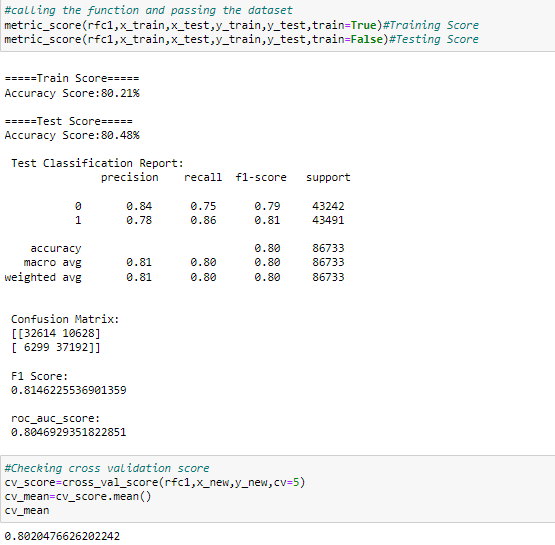 #calling the function and passing the dataset
metric_score(rfc1,x_train,x_test,y_train,y_test,train=True)#Training Score
metric_score(rfc1,x_train,x_test,y_train,y_test,train=False)#Testing Score
=====Train Score=====
Accuracy Score:80.21%
=====Test Score=====
Accuracy Score:80.48%
Test Classification Report:
precision recall f1-score support
0 0.84 0.75 0.79 43242
1 0.78 0.86 0.81 43491
accuracy 0.80 86733
macro avg 0.81 0.80 0.80 86733
weighted avg 0.81 0.80 0.80 86733
Confusion Matrix:
[[32614 10628]
[ 6299 37192]]
F1 Score:
0.8146225536901359
roc_auc_score:
0.8046929351822851
#Checking cross validation score
cv_score=cross_val_score(rfc1,x_new,y_new,cv=5)
cv_mean=cv_score.mean()
cv_mean
0.8020476626202242